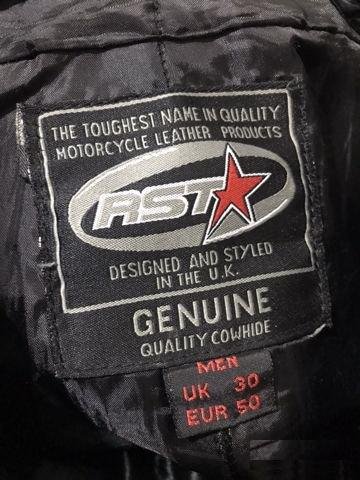 THE TOUGHEST NAME IN QUALITY
MOTORCYCLE LEATHER PRODUCTS
RST
DESIGNED AND STYLED
IN THE U.K.
GENUINE
QUALITY COWHIDE
MEN
UK 30
EUR 50